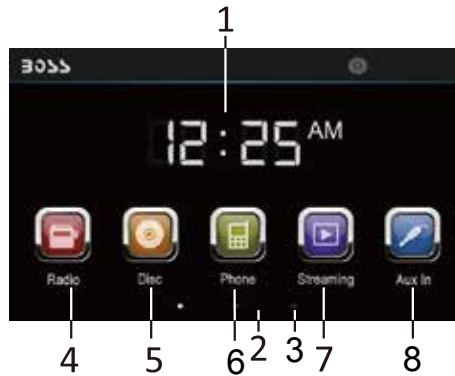 1
BOSS
12:25 AM
Radio Disc Phone Streaming Aux In
4 5 6 2 3 7 8